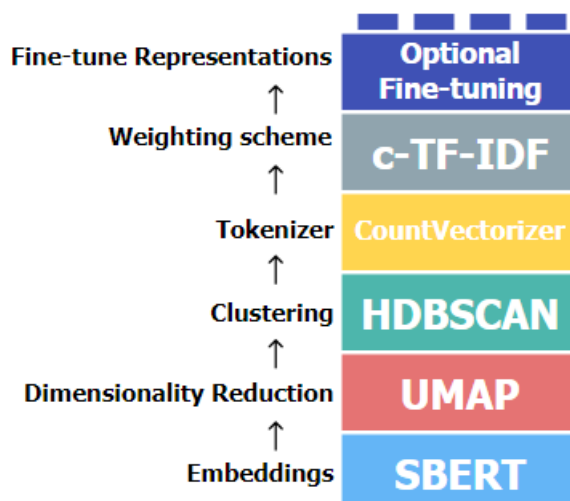 Fine-tune Representations
Optional
Fine-tuning
Weighting scheme
c-TF-IDF
Tokenizer
CountVectorizer
Clustering
HDBSCAN
Dimensionality Reduction
UMAP
Embeddings
SBERT